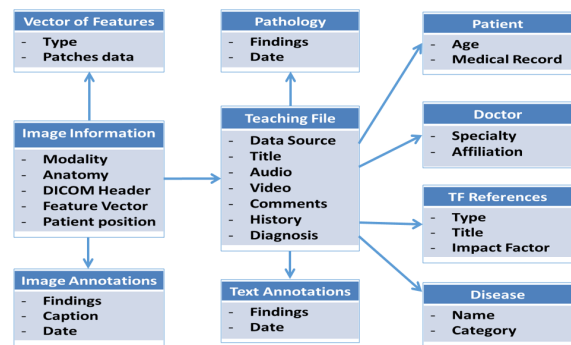 Vector of Features
- Type
- Patches data
Pathology
- Findings
- Date
Patient
- Age
- Medical Record
Image Information
- Modality
- Anatomy
- DICOM Header
- Feature Vector
- Patient position
Teaching File
- Data Source
- Title
- Audio
- Video
- Comments
- History
- Diagnosis
Doctor
- Specialty
- Affiliation
TF References
- Type
- Title
- Impact Factor
Image Annotations
- Findings
- Caption
- Date
Text Annotations
- Findings
- Date
Disease
- Name
- Category